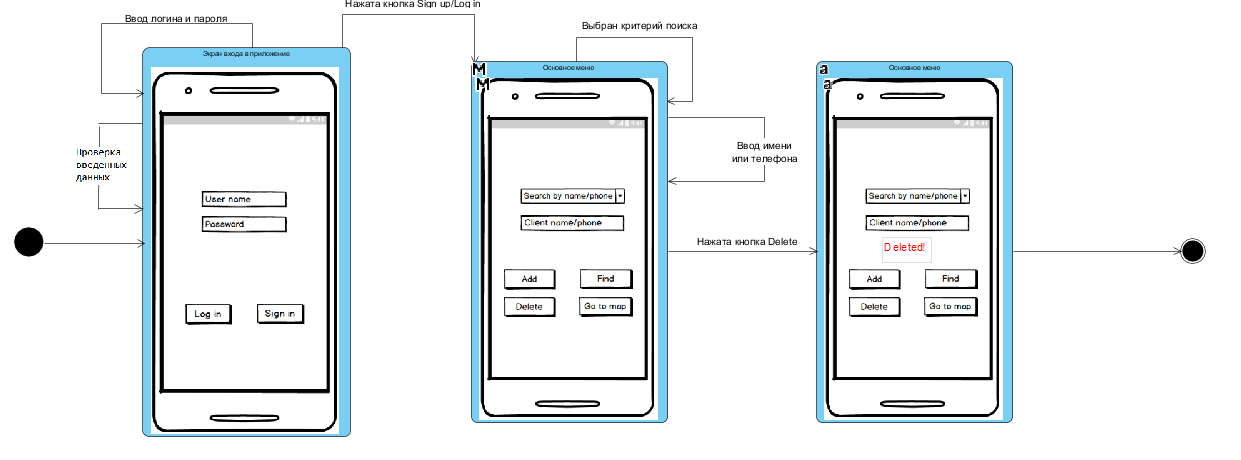 Ввод логина и пароля
Нажата кнопка Sign up/Log in
Выбран критерий поиска
Экран входа в приложение
Проверка
введенных
данных
User name
Password
Log in
Sign in
M
M
Основное меню
Ввод имени
или телефона
Search by name/phone
Client name/phone
Add
Find
Delete
Go to map
Нажата кнопка Delete
a
a
Основное меню
Search by name/phone
Client name/phone
Deleted!
Add
Find
Delete
Go to map